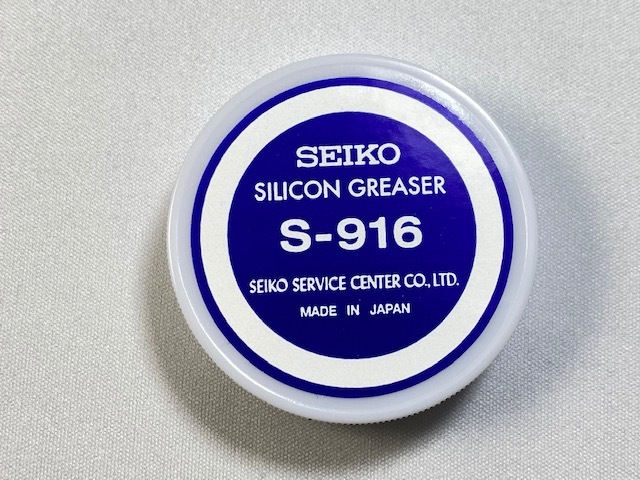 SEIKO
SILICON GREASER
S-916
SEIKO SERVICE CENTER CO., LTD.
MADE IN JAPAN